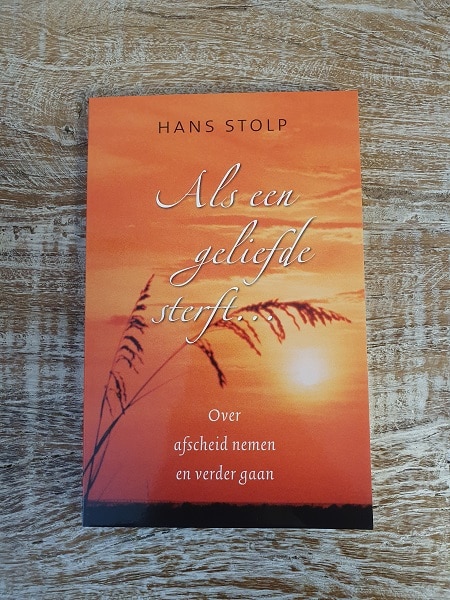 HANS STOLP
Als een
geliefde
sterft...
Over
afscheid nemen
en verder gaan